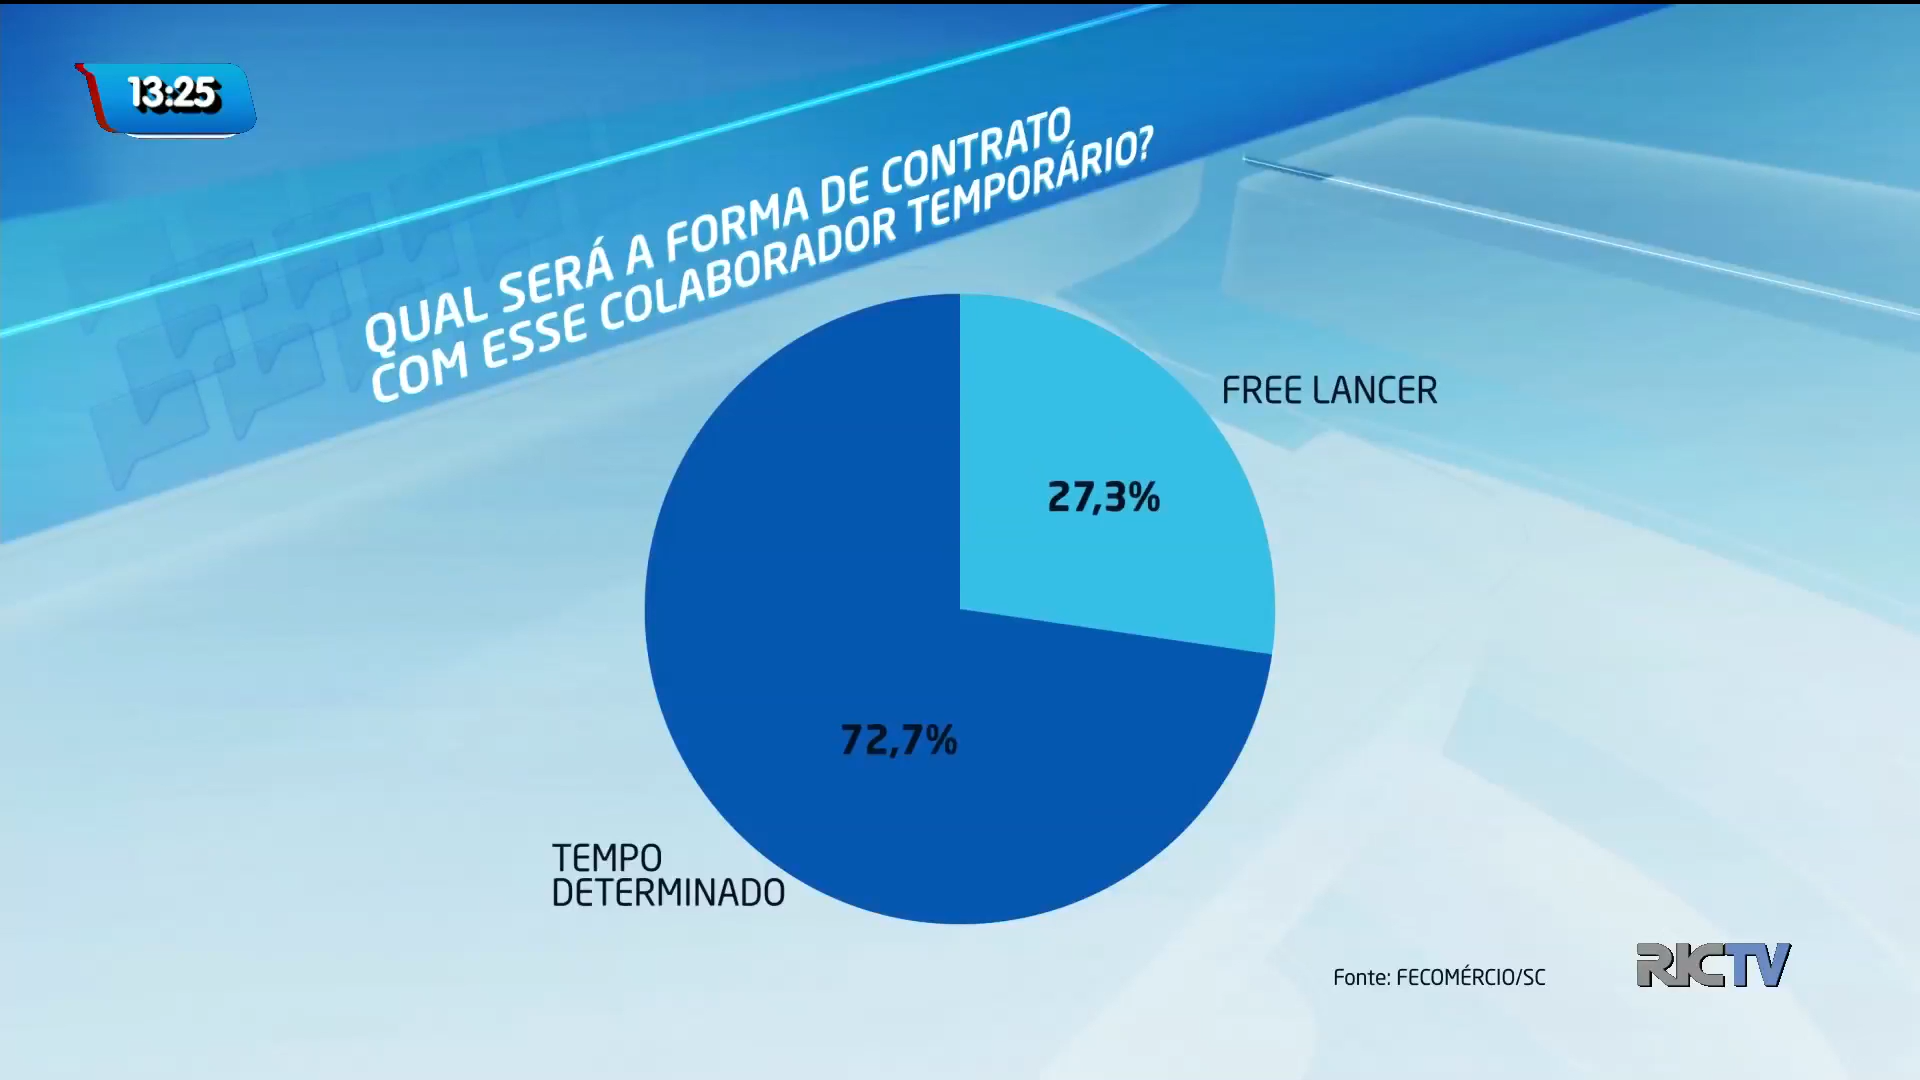 13:25
QUAL SERÁ A FORMA DE CONTRATO
COM ESSE COLABORADOR TEMPORÁRIO?
FREE LANCER
27,3%
72,7%
TEMPO
DETERMINADO
Fonte: FECOMÉRCIO/SC
RICTV